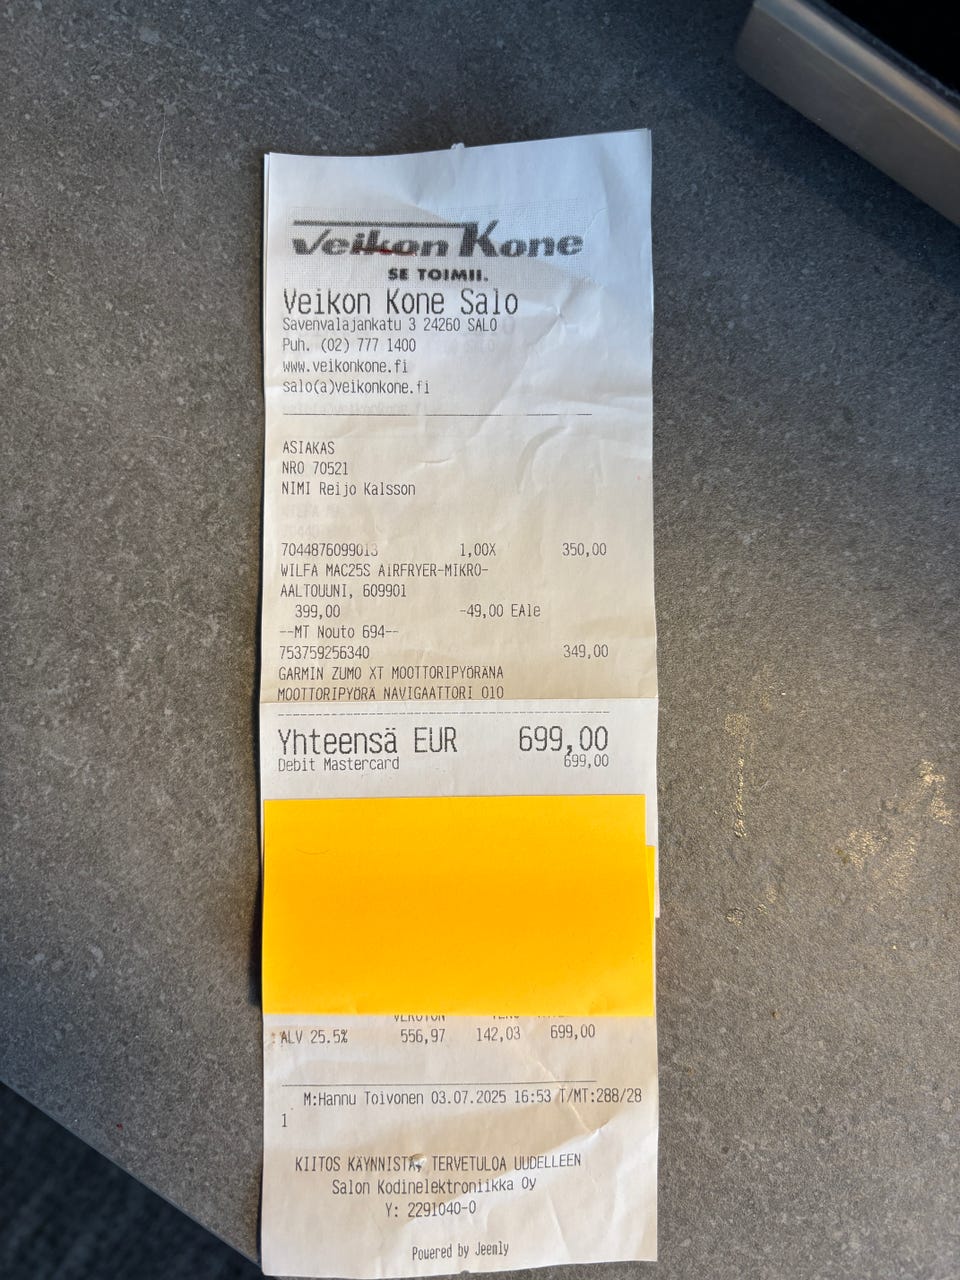 Veikon Kone
SE TOIMII.
Veikon Kone Salo
Savenvalajankatu 3 24260 SALO
Puh. (02) 777 1400
www.veikonkone.fi
salo(a)veikonkone.fi
ASIAKAS
NRO 70521
NIMI Reijo Kalsson
7044876099013 1,00X 350,00
WILFA MAC25S AIRFRYER-MIKRO-
AALTOUUNI, 609901
399,00 -49,00 EAle
--MT Nouto 694--
753759256340 349,00
GARMIN ZUMO XT MOOTTORIPYÖRÄNA
MOOTTORIPYÖRÄ NAVIGAATTORI 010
Yhteensä EUR 699,00
Debit Mastercard 699,00
VEROTON
ALV 25.5% 556,97 142,03 699,00
M:Hannu Toivonen 03.07.2025 16:53 T/MT:288/28
1
KIITOS KÄYNNISTÄ, TERVETULOA UUDELLEEN
Salon Kodinelektroniikka Oy
Y: 2291040-0
Powered by Jeemly